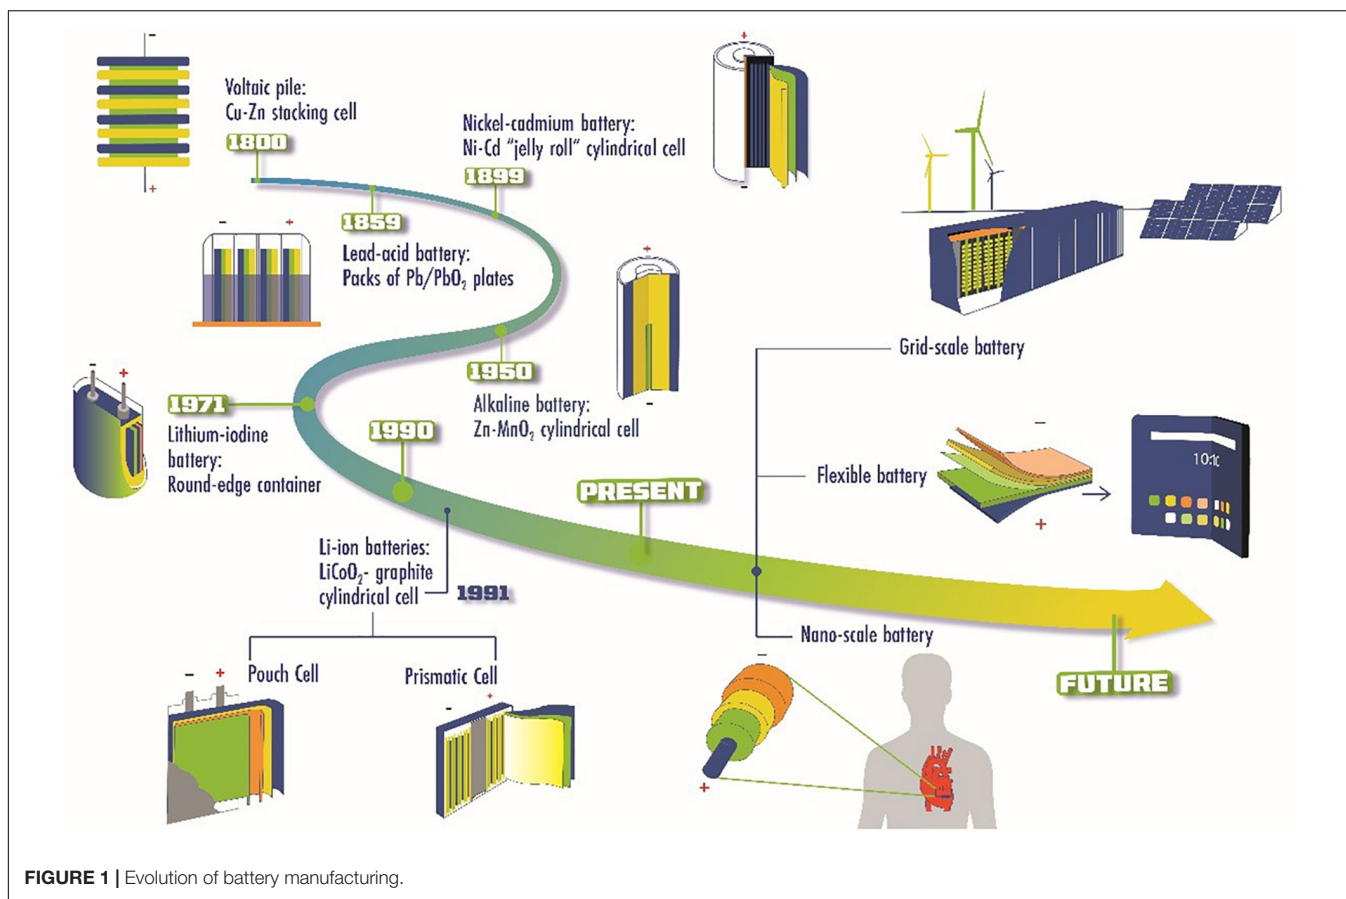 Voltaic pile:
Cu-Zn stacking cell
1800
Nickel-cadmium battery:
Ni-Cd "jelly roll" cylindrical cell
1899
1859
Lead-acid battery:
Packs of Pb/PbO₂ plates
1950
Alkaline battery:
Zn-MnO₂ cylindrical cell
1971
Lithium-iodine
battery:
Round-edge container
1990
PRESENT
Li-ion batteries:
LiCoO₂- graphite
cylindrical cell
1991
Pouch Cell
Prismatic Cell
Grid-scale battery
Flexible battery
10:10
Nano-scale battery
FUTURE
- +
- +
- +
- +
- +
- +
- +
- +
- +
FIGURE 1 | Evolution of battery manufacturing.